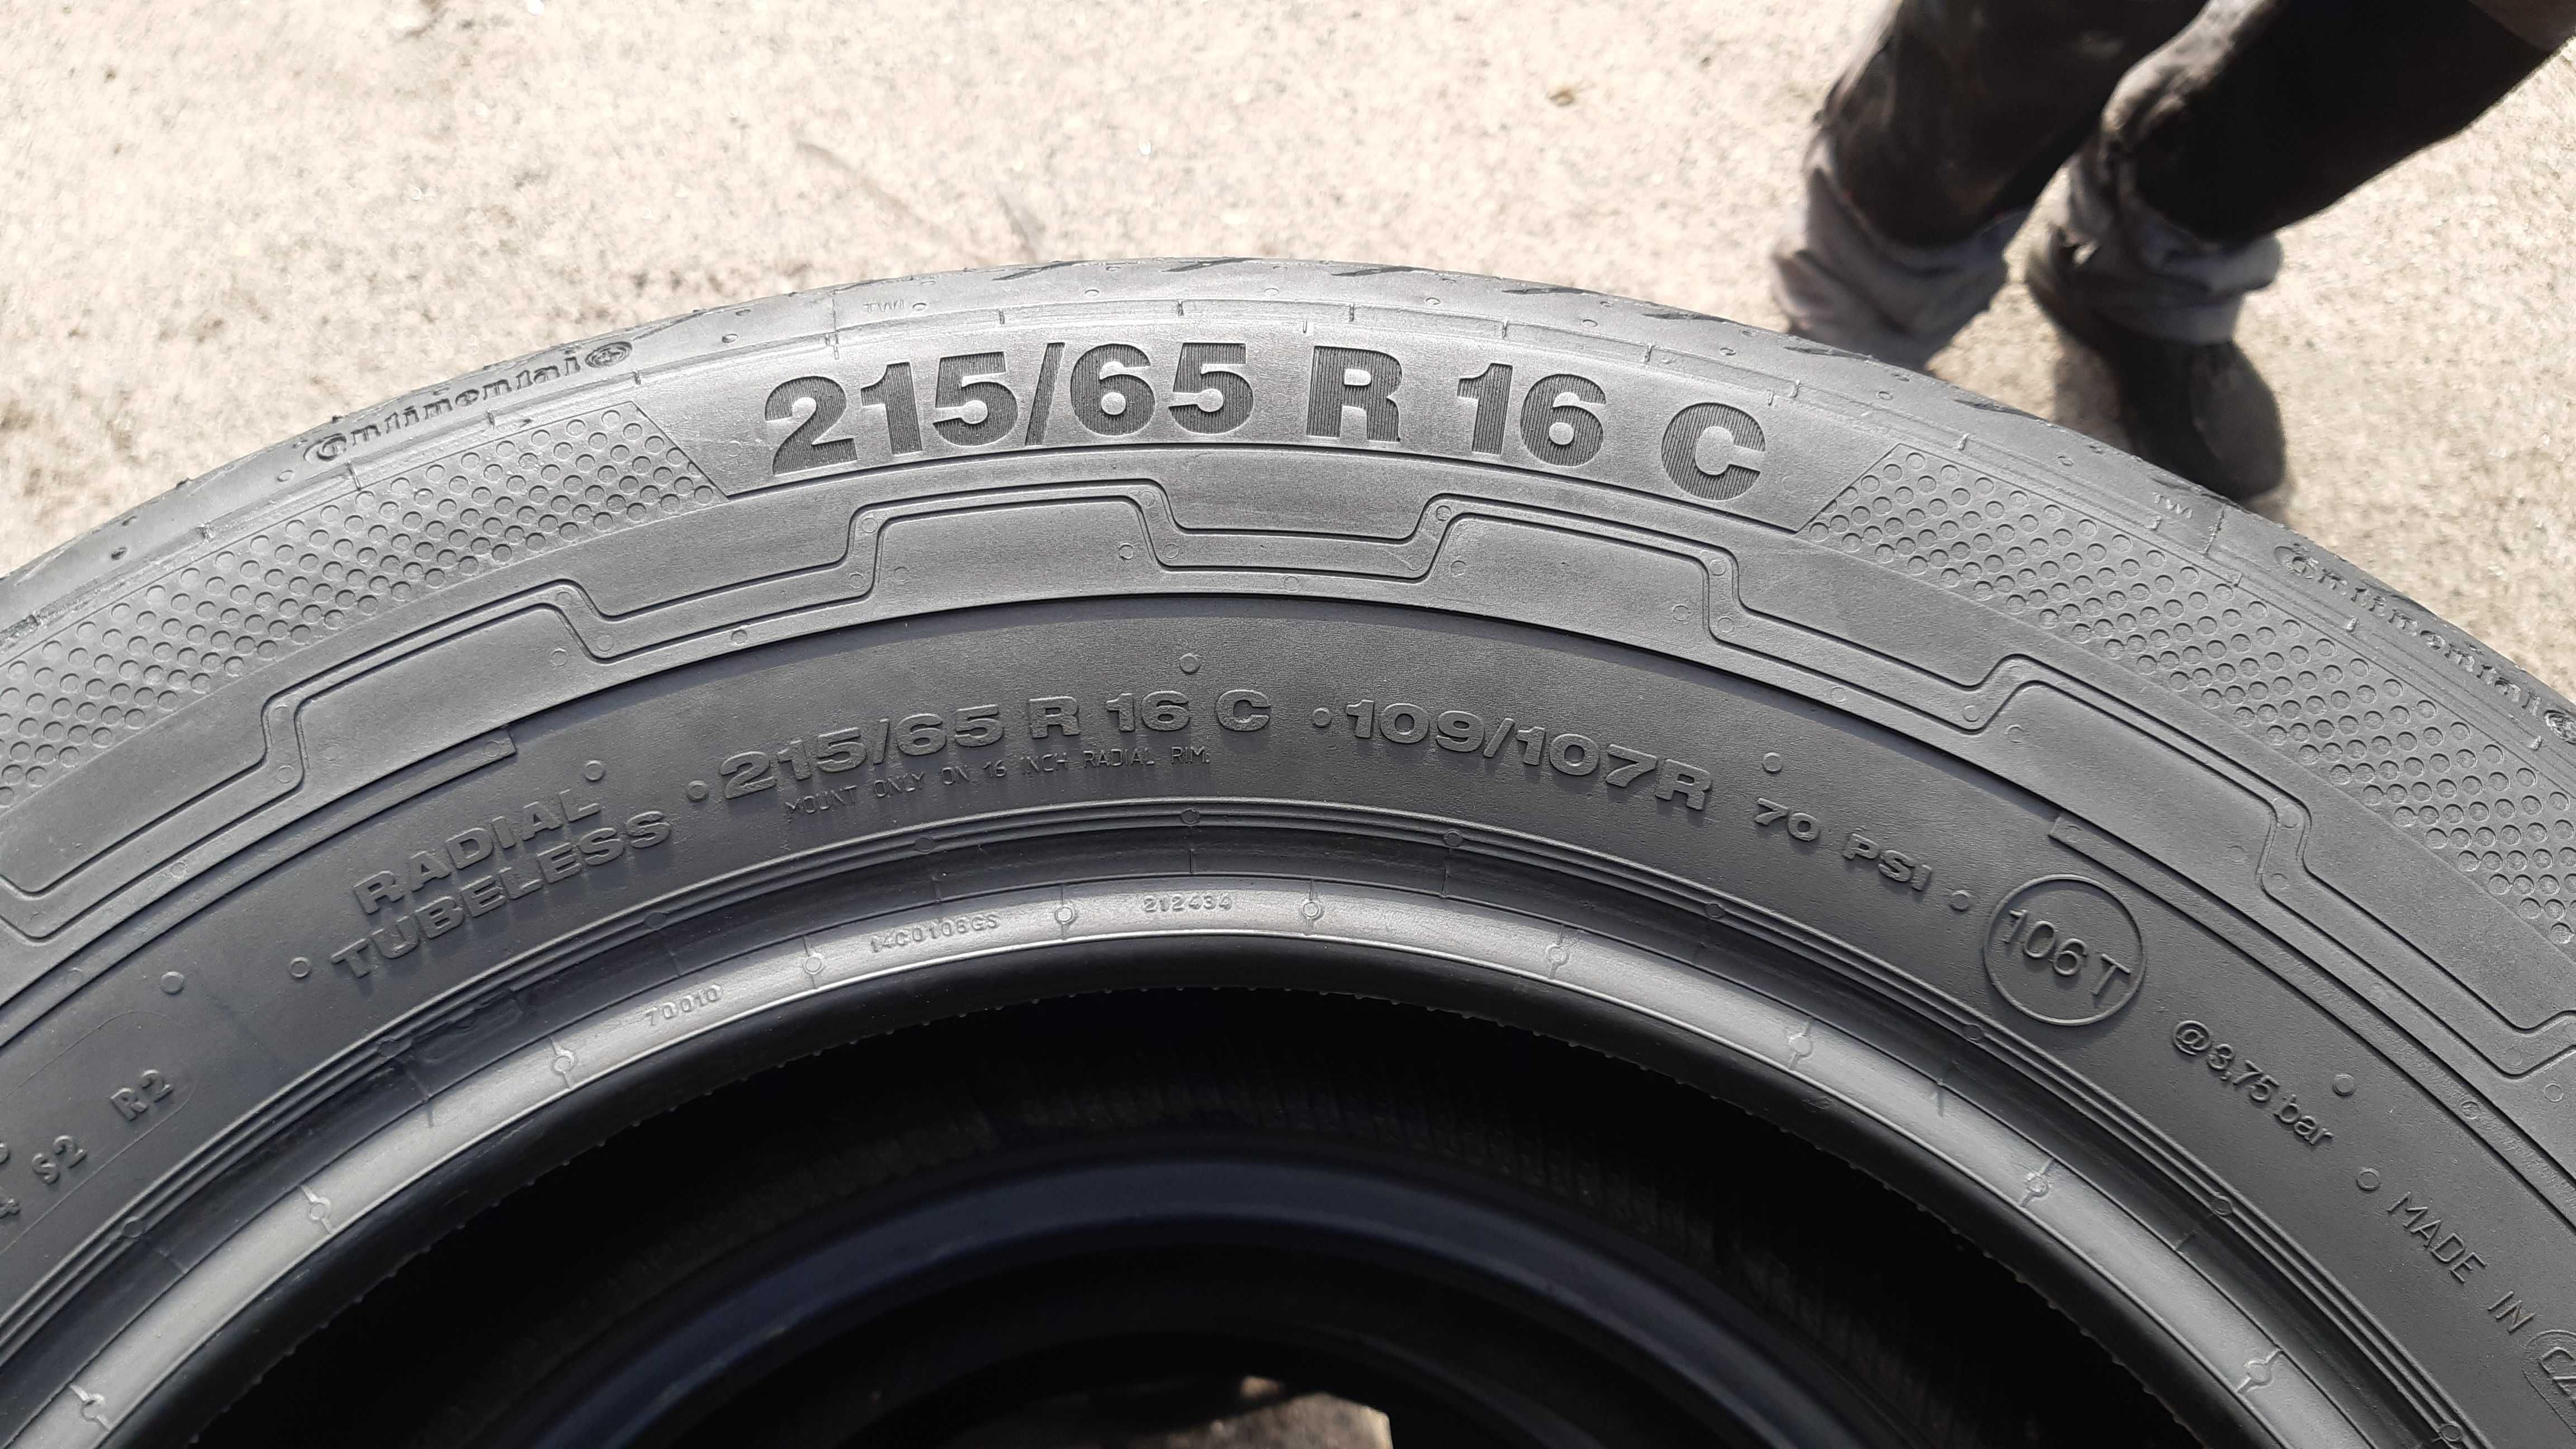 TWI
Continental
215/65 R 16 C
TWI
Continental
RADIAL
TUBELESS
215/65 R 16 C • 109/107R 70 PSI
MOUNT ONLY ON 16 INCH RADIAL RIM.
106T
@3,75 bar
MADE IN
70010
14C0106GS
212434
S2 R2